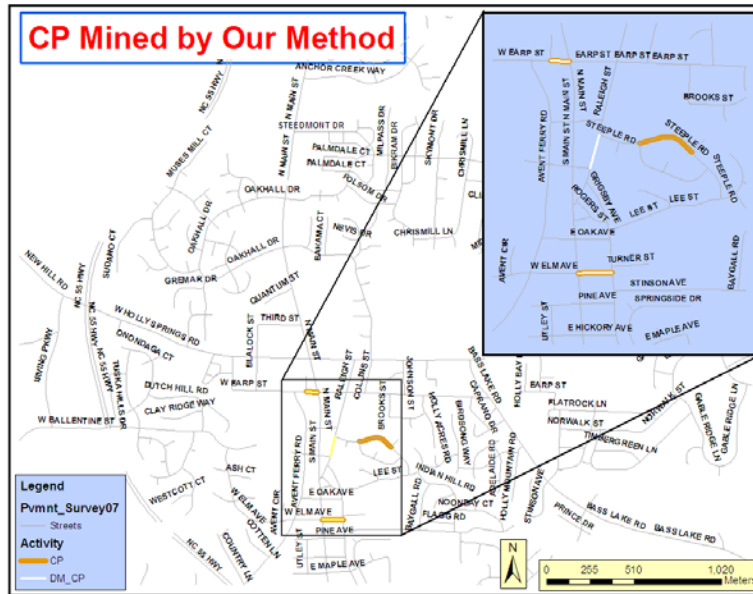 CP Mined by Our Method
ANCHOR CREEK WAY
NC 55 HWY
N MAIN ST
MUSES MILL CT
STEEDMONT DR
N MAIN ST
PALMDALE CT
PALMDALE CT
MILPASS DR
BIKRAM DR
SKYMONT DR
CHRISMILL LN
FOLSOM DR
OAKHALL DR
OAKHALL DR
OAKHALL DR
BAKAMA CT
NEVIS DR
CHRISMILL LN
SUDANO CT
NEW HILL RD
NC 55 HWY
GREMAR DR
QUANTUM ST
W HOLLY SPRINGS RD
THIRD ST
N MAIN ST
IRVING PKWY
NC 55 HWY
NC 55 HWY
ONONDAGA CT
BLALOCK ST
RALEIGH ST
COLLINS ST
DUTCH HILL RD
W EARP ST
CLAY RIDGE WAY
W BALLENTINE ST
N MAIN ST
BROOKS ST
JOHNSON ST
BASS LAKE RD
HOLLY ACRES RD
BIRDSONG WAY
EARP ST
FLATROCK LN
NORWALK ST
NORWALK ST
TIMBERGREEN LN
GABLE RIDGE LN
GABLE RIDGE LN
S MAIN ST
AVENT FERRY RD
LEE ST
INDIAN HILL RD
ADELAIDE RD
HOLLY MOUNTAIN RD
ASH CT
WESTCOTT CT
W ELM AVE
COTTEN LN
COUNTRY LN
NC 55 HWY
AVENT CIR
E OAK AVE
W ELM AVE
PINE AVE
UTLEY ST
E MAPLE AVE
BAYGALL RD
NOONDAY CT
FLAGG RD
STINSON AVE
PRINCE DR
BASS LAKE RD
BASS LAKE RD
W EARP ST
EARP ST
EARP ST
EARP ST
BROOKS ST
RALEIGH ST
N MAIN ST
S MAIN ST
AVENT FERRY RD
STEEPLE RD
STEEPLE RD
STEEPLE RD
GRIGSBY AVE
ROGERS ST
LEE ST
E OAK AVE
TURNER ST
W ELM AVE
AVENT CIR
STINSON AVE
PINE AVE
SPRINGSIDE DR
BAYGALL RD
UTLEY ST
E HICKORY AVE
E MAPLE AVE
Legend
Pvmnt_Survey07
Streets
Activity
CP
DM_CP
N
0 255 510 1,020
Meters